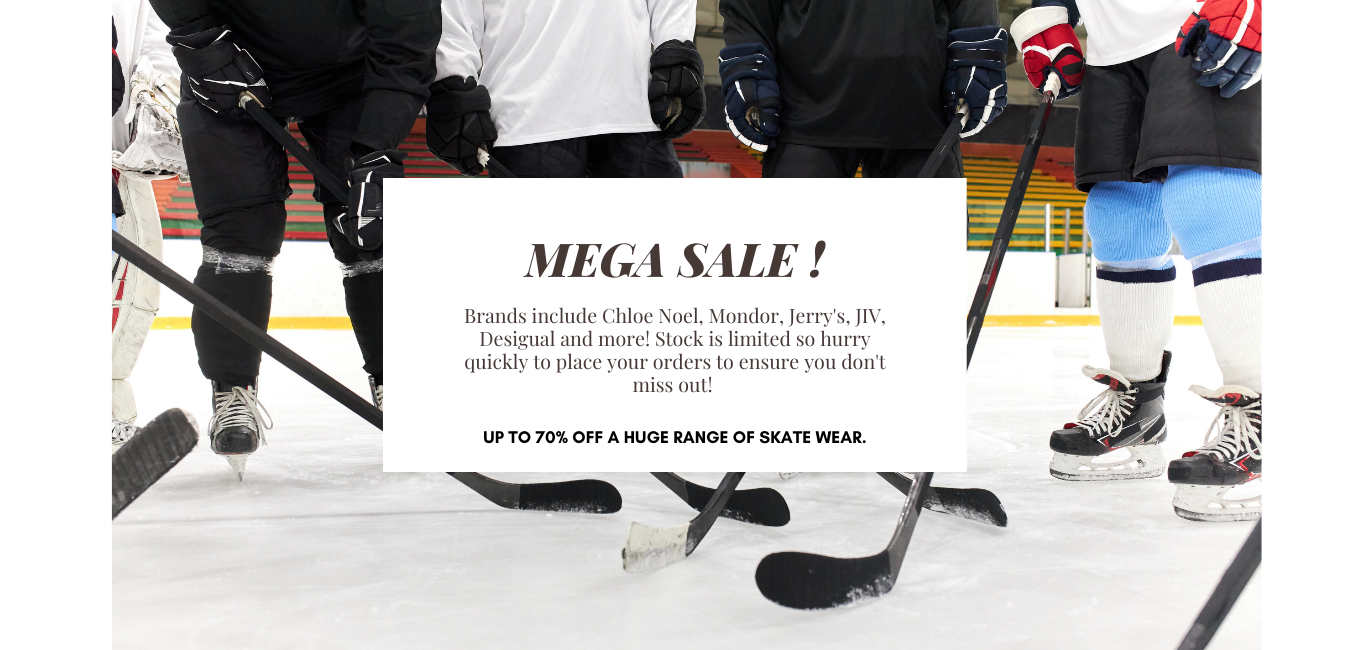 MEGA SALE !
Brands include Chloe Noel, Mondor, Jerry's, JIV,
Desigual and more! Stock is limited so hurry
quickly to place your orders to ensure you don't
miss out!
UP TO 70% OFF A HUGE RANGE OF SKATE WEAR.